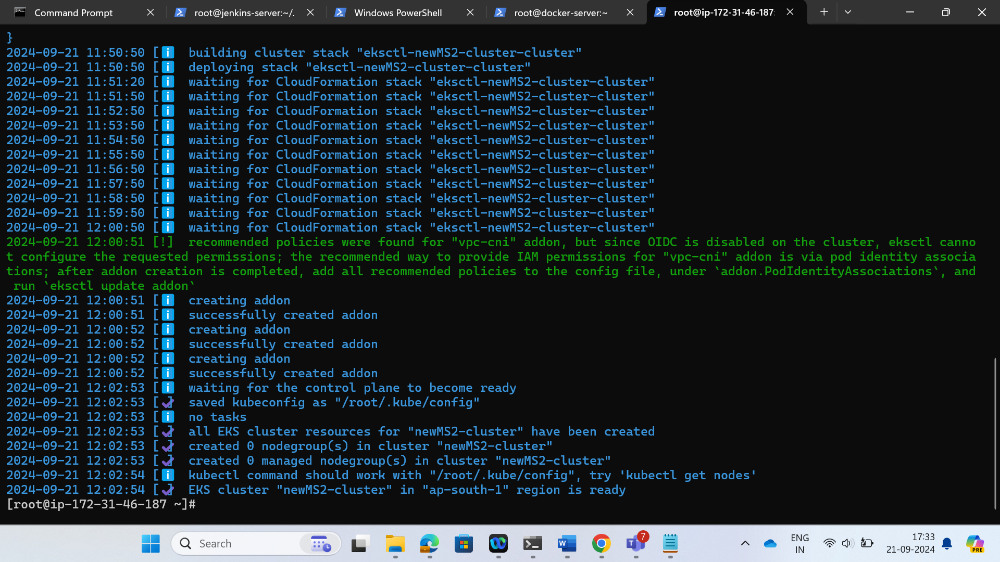 Command Prompt
root@jenkins-server:~/.
Windows PowerShell
root@docker-server:~
root@ip-172-31-46-187:
}
2024-09-21 11:50:50 [ℹ]  building cluster stack "eksctl-newMS2-cluster-cluster"
2024-09-21 11:50:50 [ℹ]  deploying stack "eksctl-newMS2-cluster-cluster"
2024-09-21 11:51:20 [ℹ]  waiting for CloudFormation stack "eksctl-newMS2-cluster-cluster"
2024-09-21 11:51:50 [ℹ]  waiting for CloudFormation stack "eksctl-newMS2-cluster-cluster"
2024-09-21 11:52:50 [ℹ]  waiting for CloudFormation stack "eksctl-newMS2-cluster-cluster"
2024-09-21 11:53:50 [ℹ]  waiting for CloudFormation stack "eksctl-newMS2-cluster-cluster"
2024-09-21 11:54:50 [ℹ]  waiting for CloudFormation stack "eksctl-newMS2-cluster-cluster"
2024-09-21 11:55:50 [ℹ]  waiting for CloudFormation stack "eksctl-newMS2-cluster-cluster"
2024-09-21 11:56:50 [ℹ]  waiting for CloudFormation stack "eksctl-newMS2-cluster-cluster"
2024-09-21 11:57:50 [ℹ]  waiting for CloudFormation stack "eksctl-newMS2-cluster-cluster"
2024-09-21 11:58:50 [ℹ]  waiting for CloudFormation stack "eksctl-newMS2-cluster-cluster"
2024-09-21 11:59:50 [ℹ]  waiting for CloudFormation stack "eksctl-newMS2-cluster-cluster"
2024-09-21 12:00:50 [ℹ]  waiting for CloudFormation stack "eksctl-newMS2-cluster-cluster"
2024-09-21 12:00:51 [!]  recommended policies were found for "vpc-cni" addon, but since OIDC is disabled on the cluster, eksctl canno
t configure the requested permissions; the recommended way to provide IAM permissions for "vpc-cni" addon is via pod identity associa
tions; after addon creation is completed, add all recommended policies to the config file, under `addon.PodIdentityAssociations`, and
 run `eksctl update addon`
2024-09-21 12:00:51 [ℹ]  creating addon
2024-09-21 12:00:51 [ℹ]  successfully created addon
2024-09-21 12:00:52 [ℹ]  creating addon
2024-09-21 12:00:52 [ℹ]  successfully created addon
2024-09-21 12:00:52 [ℹ]  creating addon
2024-09-21 12:00:52 [ℹ]  successfully created addon
2024-09-21 12:02:53 [ℹ]  waiting for the control plane to become ready
2024-09-21 12:02:53 [✔]  saved kubeconfig as "/root/.kube/config"
2024-09-21 12:02:53 [ℹ]  no tasks
2024-09-21 12:02:53 [✔]  all EKS cluster resources for "newMS2-cluster" have been created
2024-09-21 12:02:53 [✔]  created 0 nodegroup(s) in cluster "newMS2-cluster"
2024-09-21 12:02:53 [✔]  created 0 managed nodegroup(s) in cluster "newMS2-cluster"
2024-09-21 12:02:54 [ℹ]  kubectl command should work with "/root/.kube/config", try 'kubectl get nodes'
2024-09-21 12:02:54 [✔]  EKS cluster "newMS2-cluster" in "ap-south-1" region is ready
[root@ip-172-31-46-187 ~]#
Search
7
ENG
IN
17:33
21-09-2024
PRE